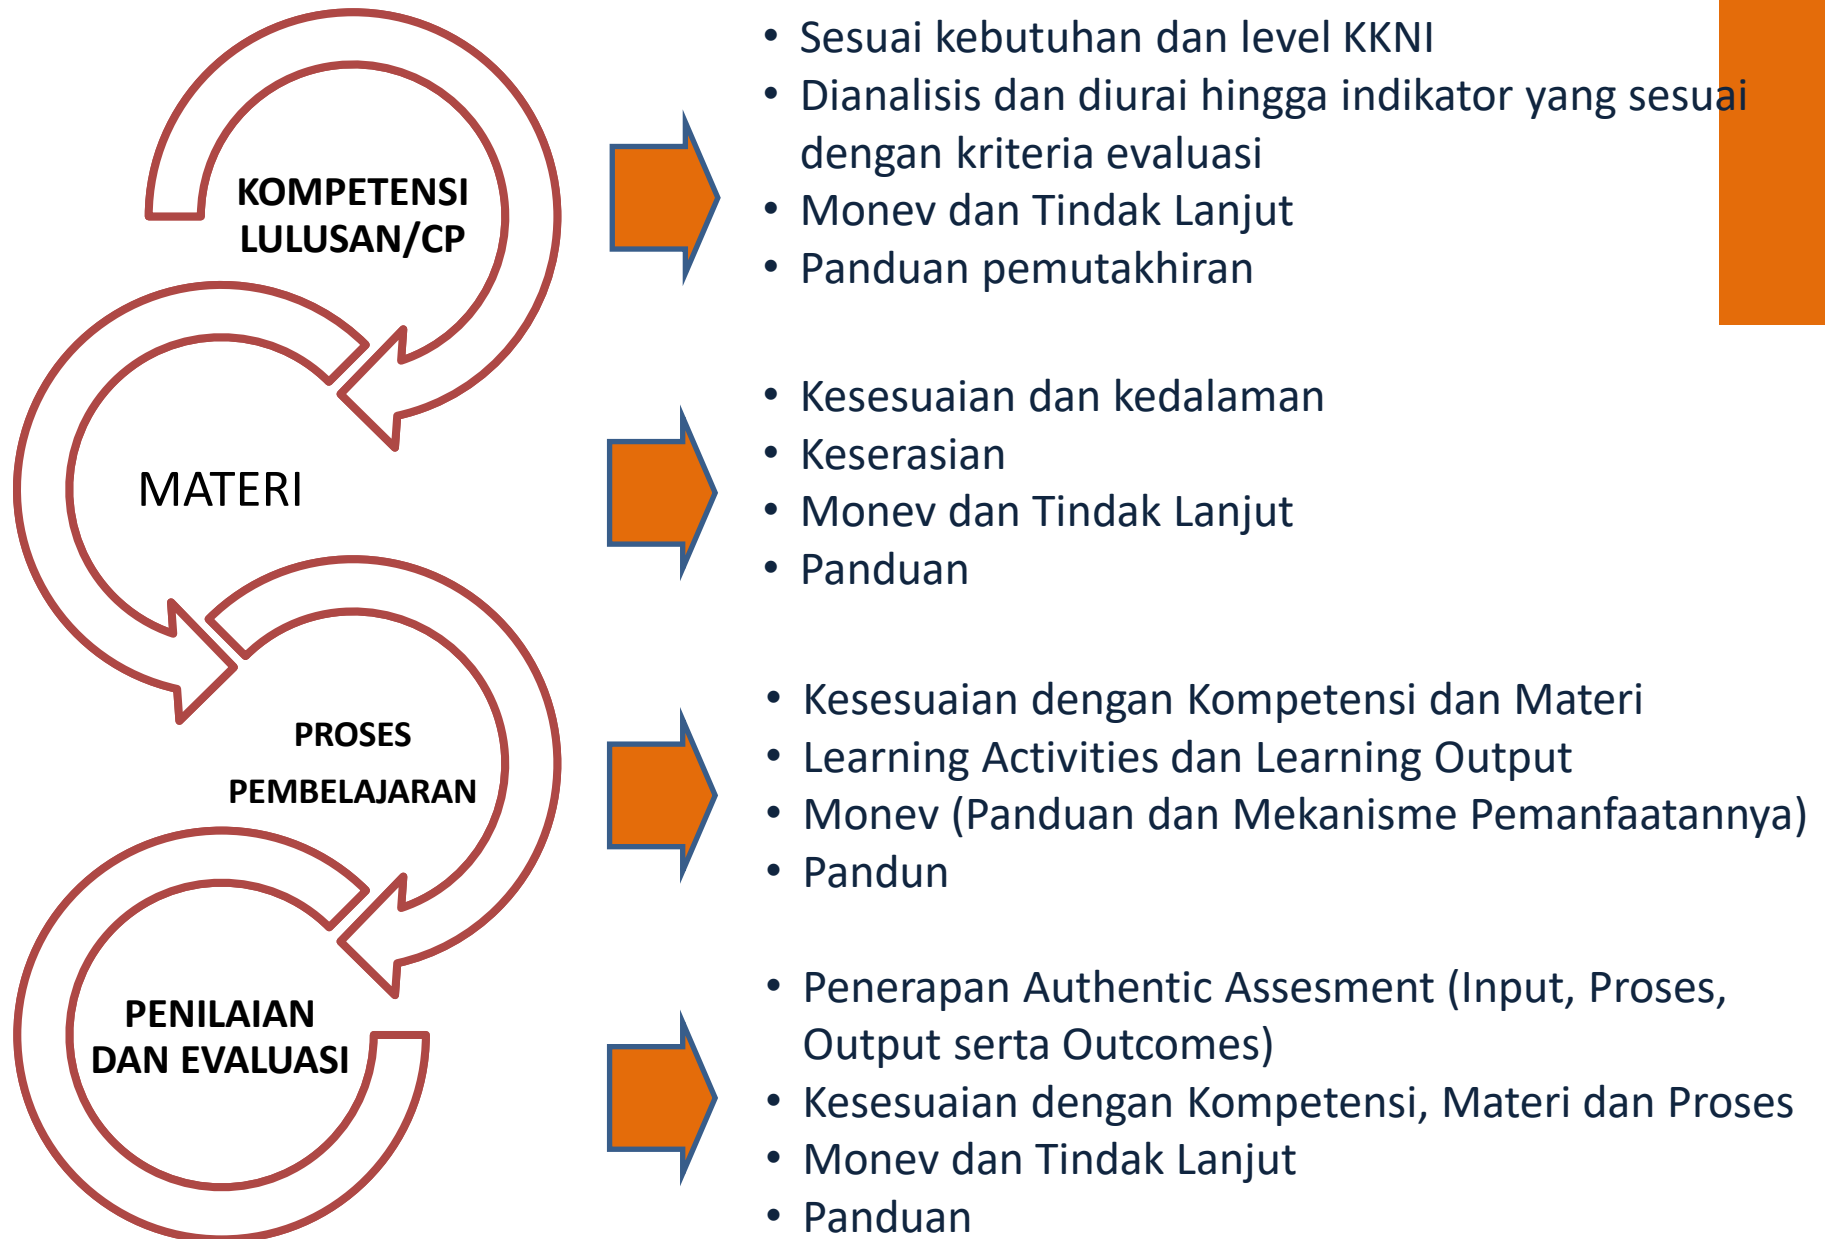 KOMPETENSI
LULUSAN/CP
• Sesuai kebutuhan dan level KKNI
• Dianalisis dan diurai hingga indikator yang sesuai
dengan kriteria evaluasi
• Monev dan Tindak Lanjut
• Panduan pemutakhiran
MATERI
• Kesesuaian dan kedalaman
• Keserasian
• Monev dan Tindak Lanjut
• Panduan
PROSES
PEMBELAJARAN
• Kesesuaian dengan Kompetensi dan Materi
• Learning Activities dan Learning Output
• Monev (Panduan dan Mekanisme Pemanfaatannya)
• Pandun
PENILAIAN
DAN EVALUASI
• Penerapan Authentic Assesment (Input, Proses,
Output serta Outcomes)
• Kesesuaian dengan Kompetensi, Materi dan Proses
• Monev dan Tindak Lanjut
• Panduan